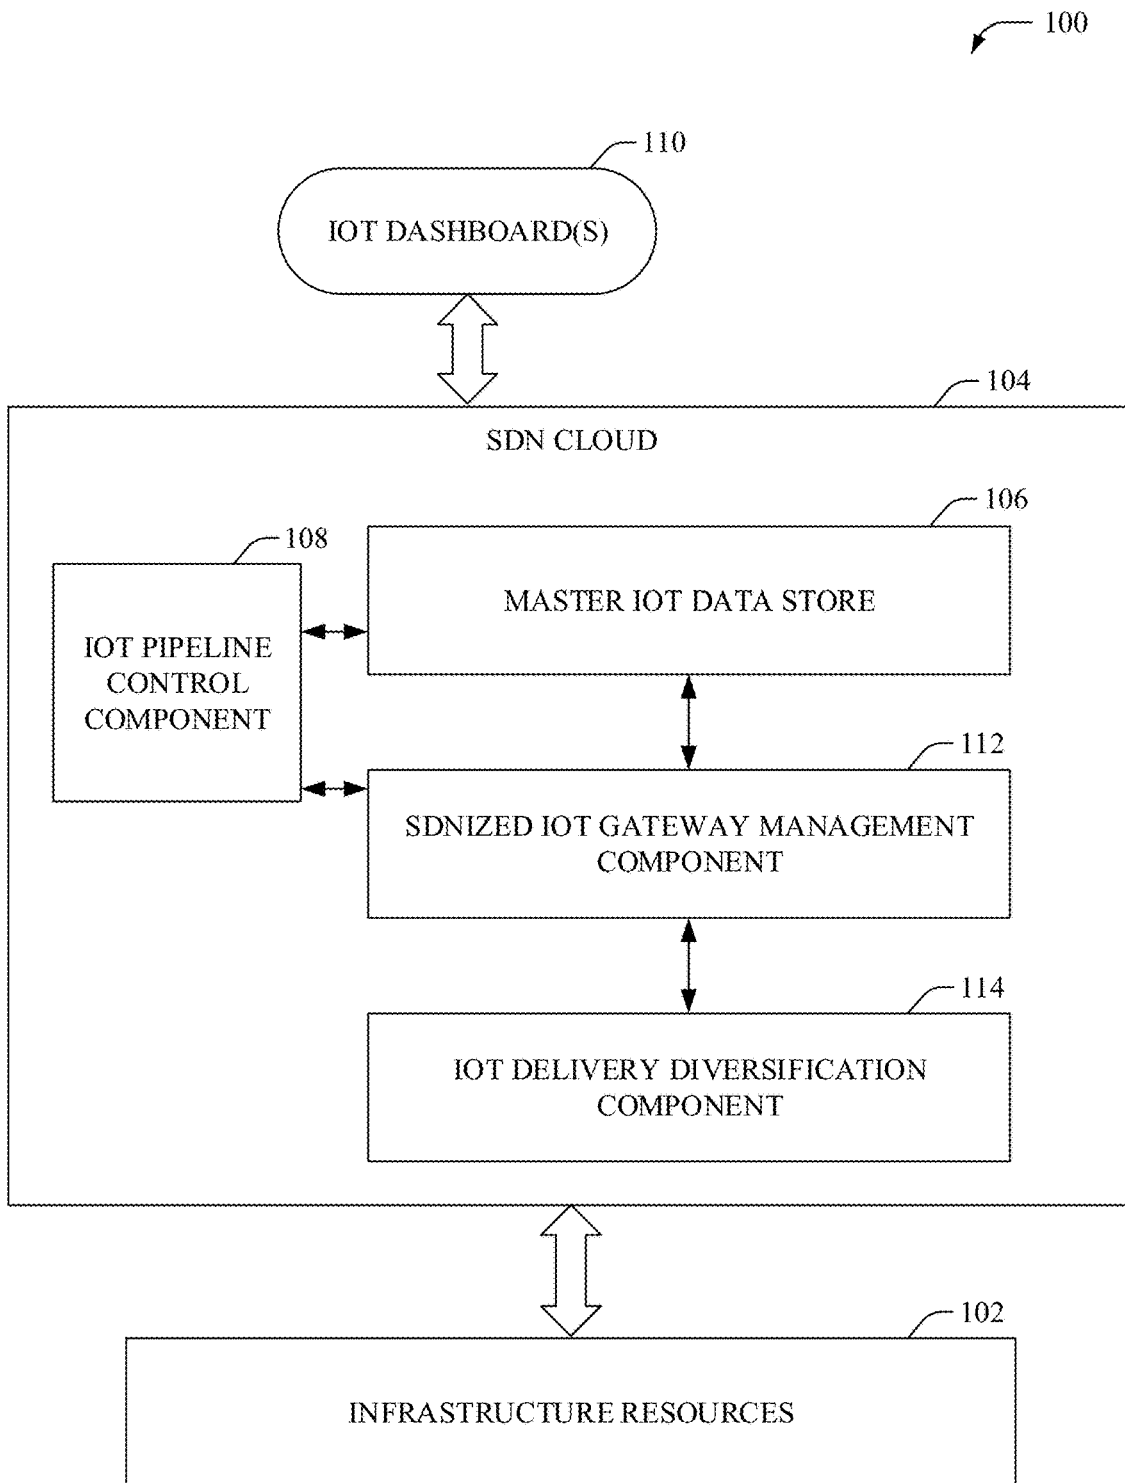 100
110
IOT DASHBOARD(S)
104
SDN CLOUD
106
108
MASTER IOT DATA STORE
IOT PIPELINE
CONTROL
COMPONENT
112
SDNIZED IOT GATEWAY MANAGEMENT
COMPONENT
114
IOT DELIVERY DIVERSIFICATION
COMPONENT
102
INFRASTRUCTURE RESOURCES